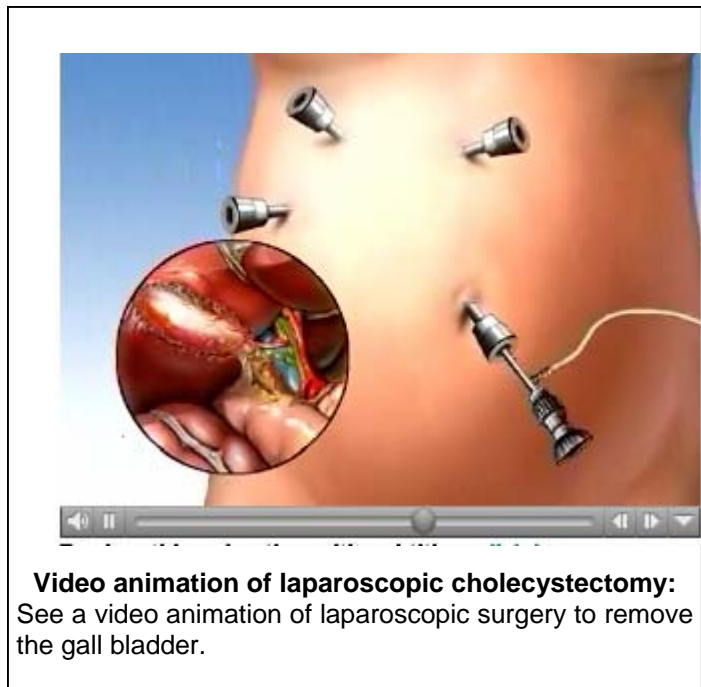 Video animation of laparoscopic cholecystectomy:
See a video animation of laparoscopic surgery to remove
the gall bladder.